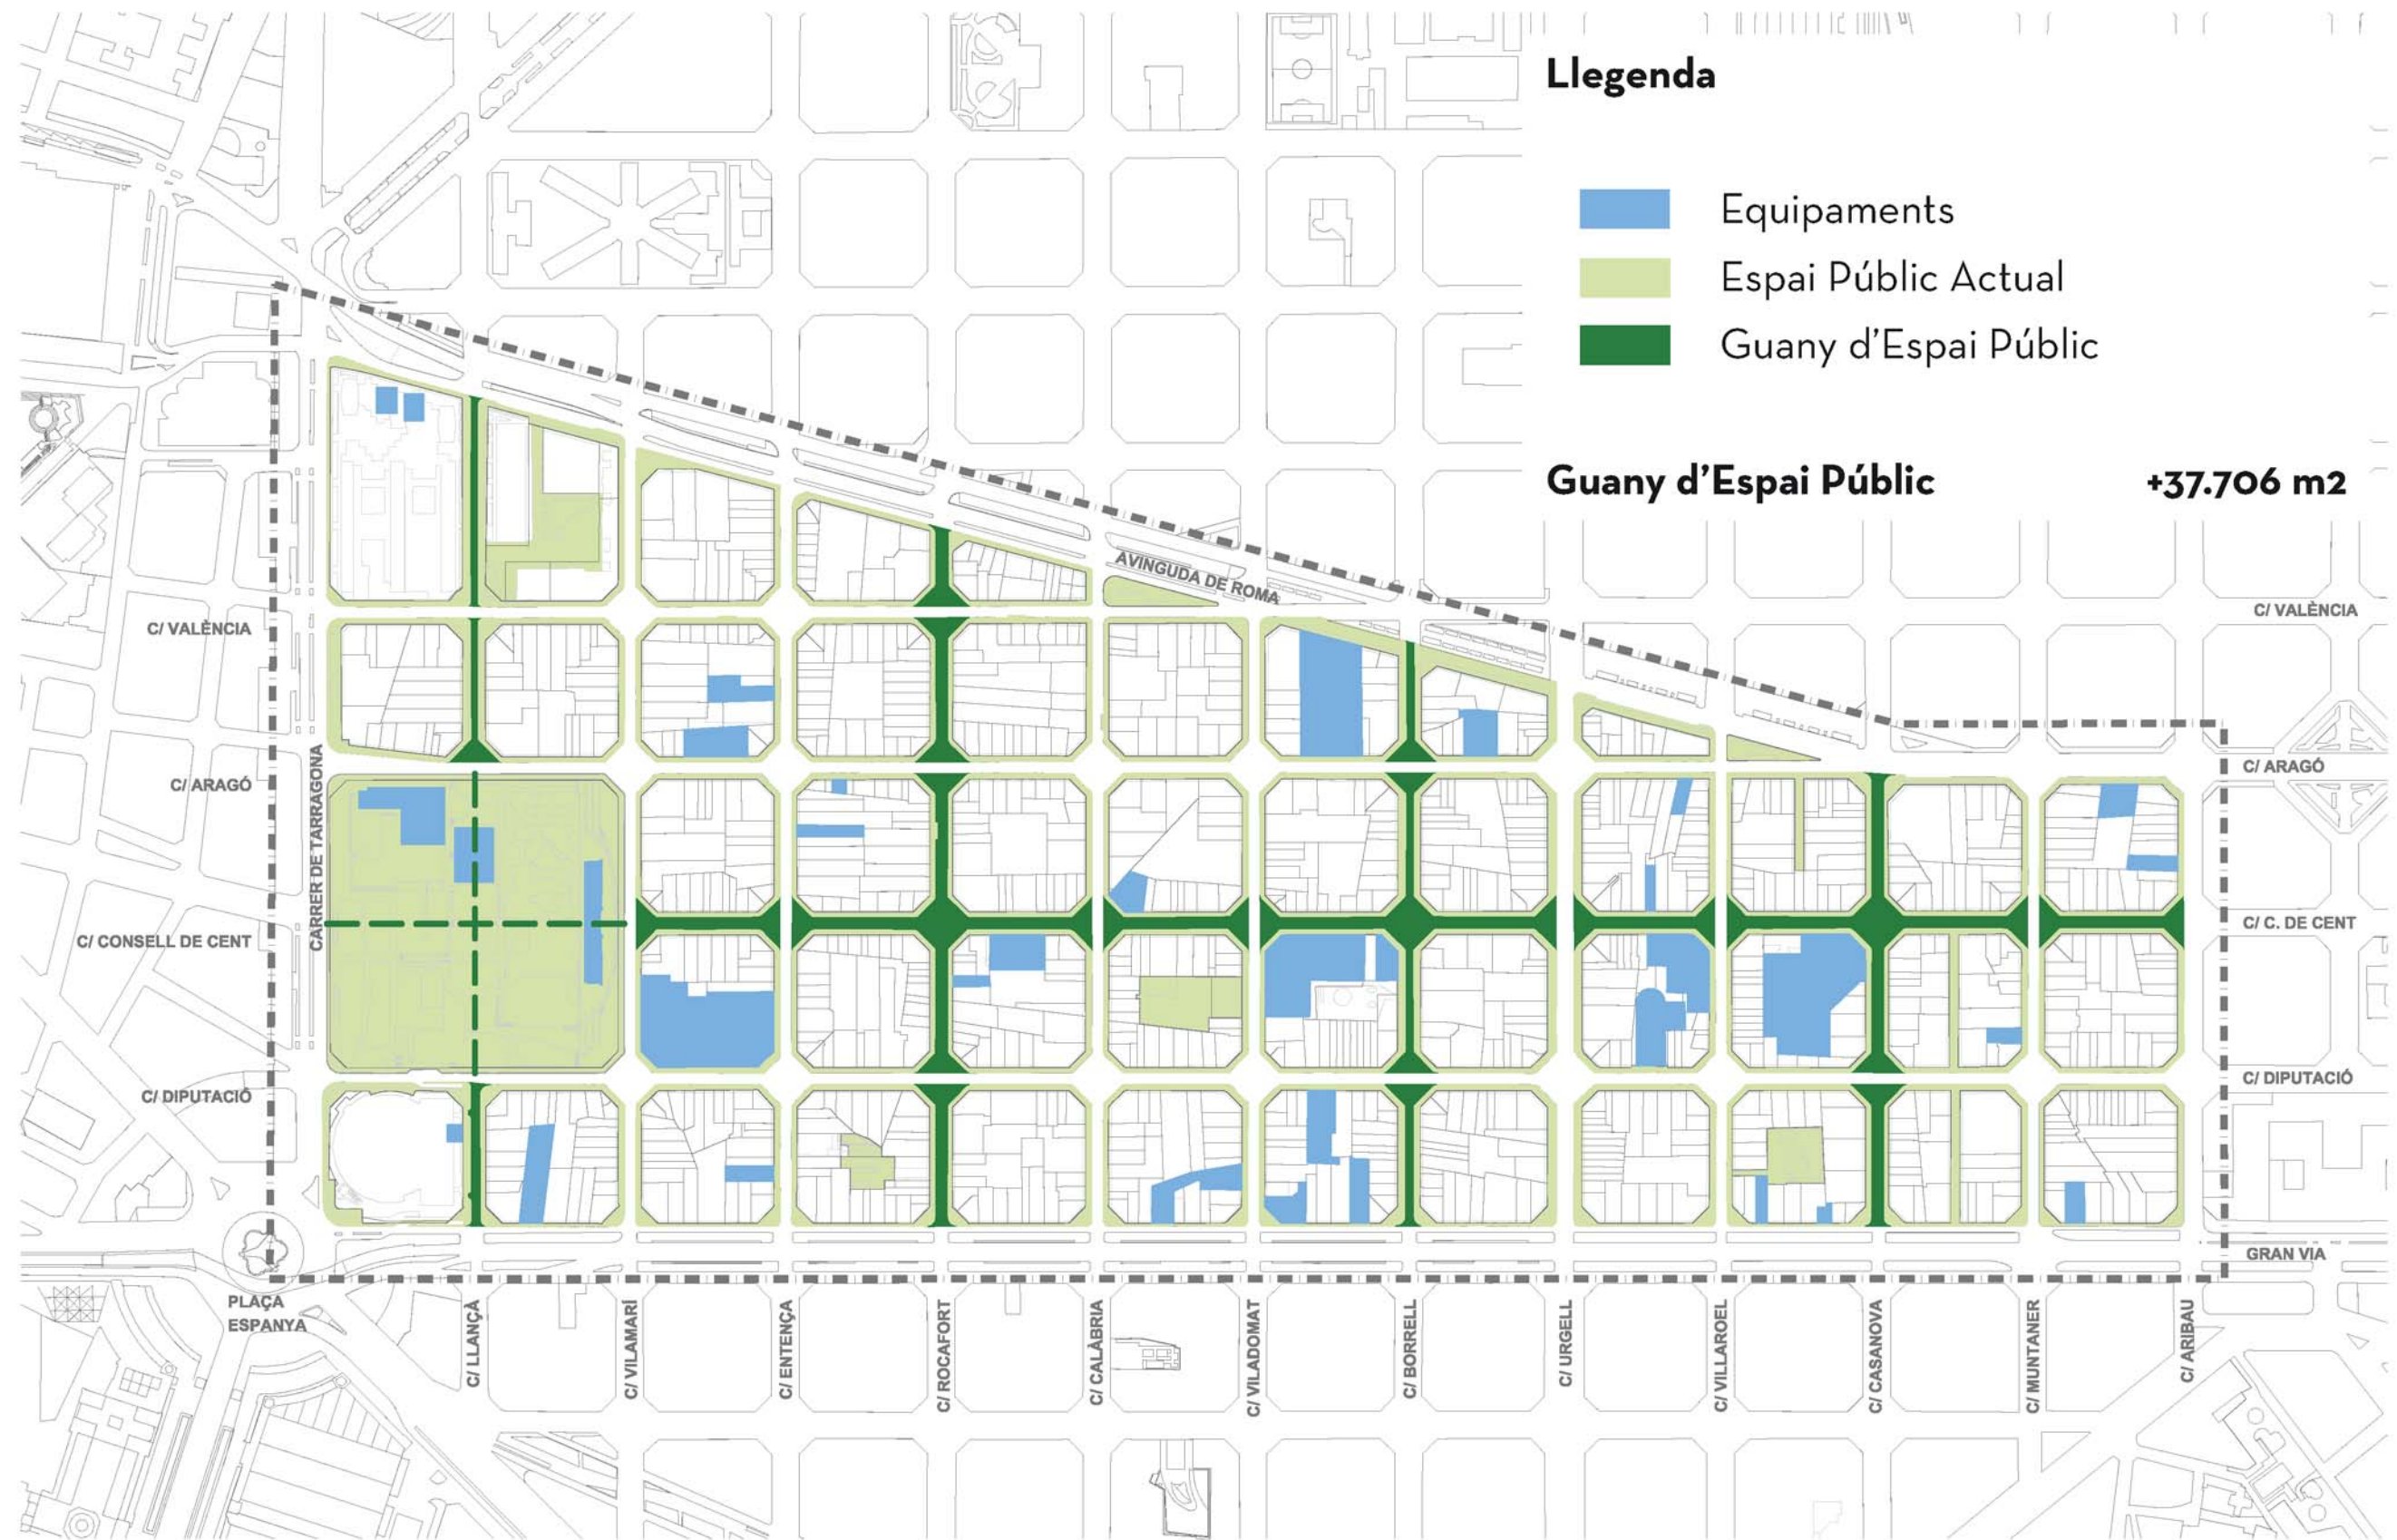 Llegenda
Equipaments
Espai Públic Actual
Guany d'Espai Públic
Guany d'Espai Públic +37.706 m2
AVINGUDA DE ROMA
C/ VALÈNCIA
C/ VALÈNCIA
C/ ARAGÓ
C/ ARAGÓ
CARRER DE TARRAGONA
C/ CONSELL DE CENT
C/ C. DE CENT
C/ DIPUTACIÓ
C/ DIPUTACIÓ
GRAN VIA
PLAÇA
ESPANYA
C/ LLANÇÀ
C/ VILAMARÍ
C/ ENTENÇA
C/ ROCAFORT
C/ CALÀBRIA
C/ VILADOMAT
C/ BORRELL
C/ URGELL
C/ VILLAROEL
C/ CASANOVA
C/ MUNTANER
C/ ARIBAU